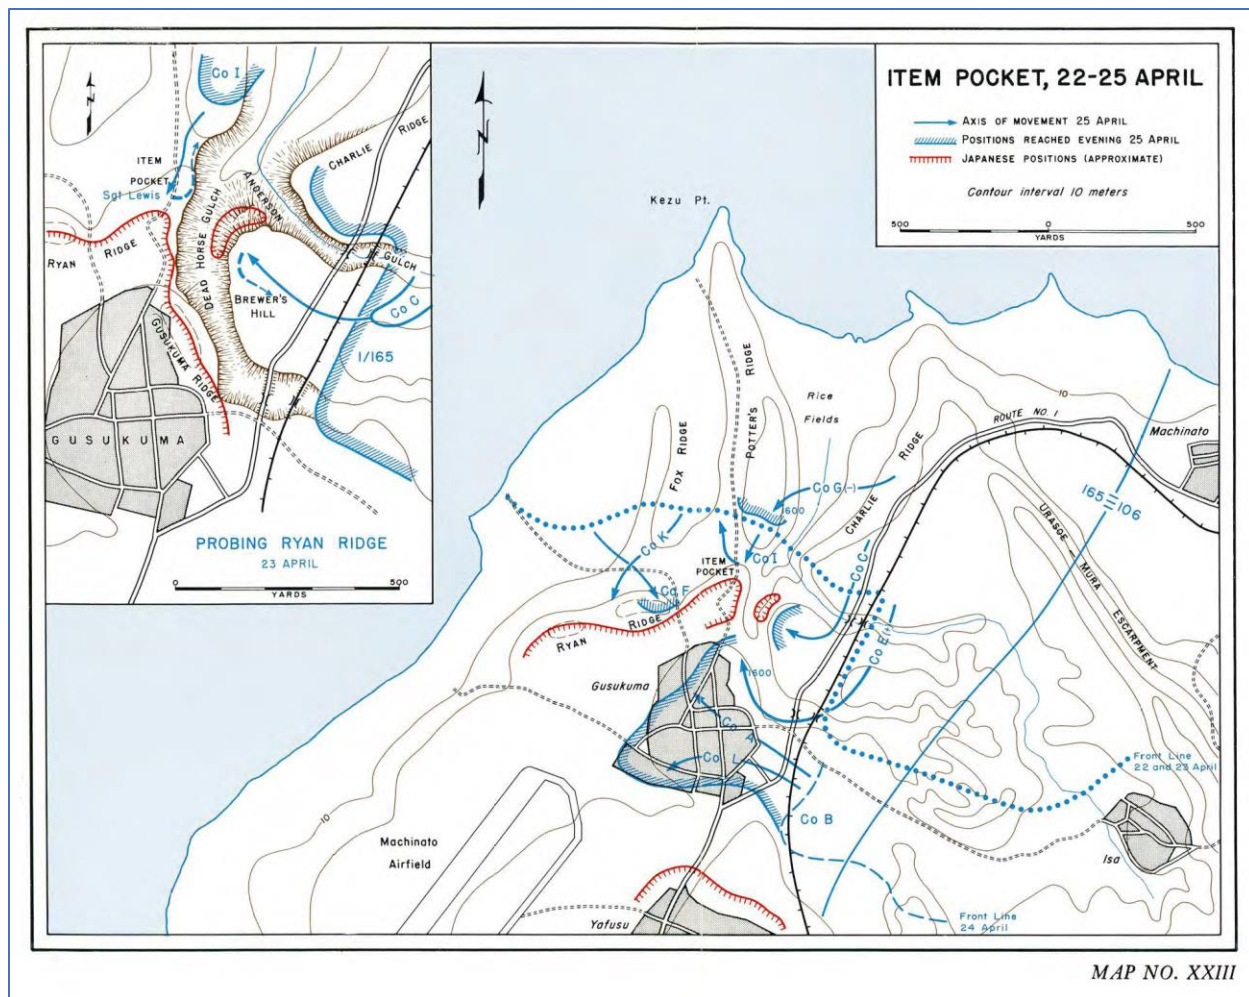 Co I
ITEM
POCKET
Sgt Lewis
RYAN RIDGE
DEAD HORSE GULCH
ANDERSON GULCH
CHARLIE RIDGE
BREWER'S
HILL
Co C
1/165
GUSUKUMA RIDGE
GUSUKUMA
PROBING RYAN RIDGE
23 APRIL
0 500
YARDS
ITEM POCKET, 22-25 APRIL
AXIS OF MOVEMENT 25 APRIL
POSITIONS REACHED EVENING 25 APRIL
JAPANESE POSITIONS (APPROXIMATE)
Contour interval 10 meters
500 0 500
YARDS
Kezu Pt.
FOX RIDGE
POTTER'S RIDGE
Rice
Fields
CHARLIE RIDGE
ROUTE NO. 1
10
Machinato
165 106
URASOE-MURA ESCARPMENT
Co G(-)
1600
Co K
Co I
Co C
ITEM
POCKET
Co F
RYAN RIDGE
Co E(+)
Gusukuma
1600
Co A
Co L
Co B
Front Line
22 and 23 April
10
Machinato
Airfield
Isa
Yafusu
Front Line
24 April
MAP NO. XXIII